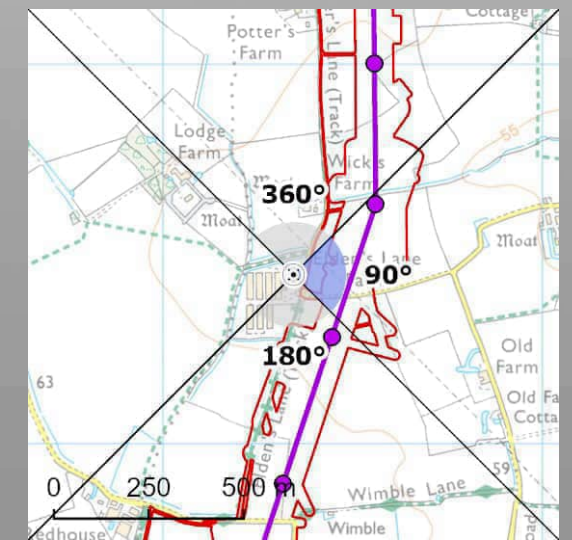 Cottage
Potter's
Farm
r's Lane (Track)
Lodge
Farm
55
Wick's
Farm
360°
Moat
Moat
90°
180°
Old
Farm
63
Old Fa
Cotta
den's Lane (
0 250 500 m
59
Wimble Lane
edhouse
Wimble